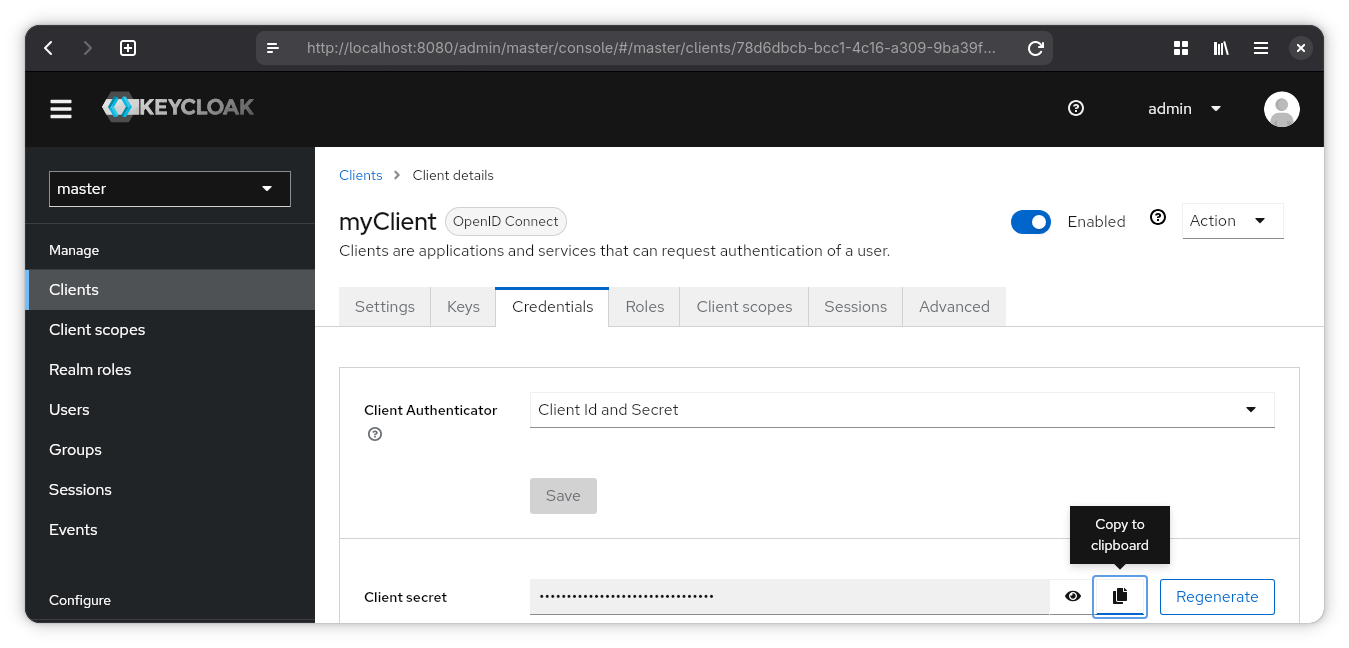 http://localhost:8080/admin/master/console/#/master/clients/78d6dbcb-bcc1-4c16-a309-9ba39f...
KEYCLOAK
admin
master
Manage
Clients
Client scopes
Realm roles
Users
Groups
Sessions
Events
Configure
Clients > Client details
myClient OpenID Connect
Enabled
Action
Clients are applications and services that can request authentication of a user.
Settings Keys Credentials Roles Client scopes Sessions Advanced
Client Authenticator
Client Id and Secret
Save
Copy to
clipboard
Client secret
••••••••••••••••••••••••••••••••
Regenerate